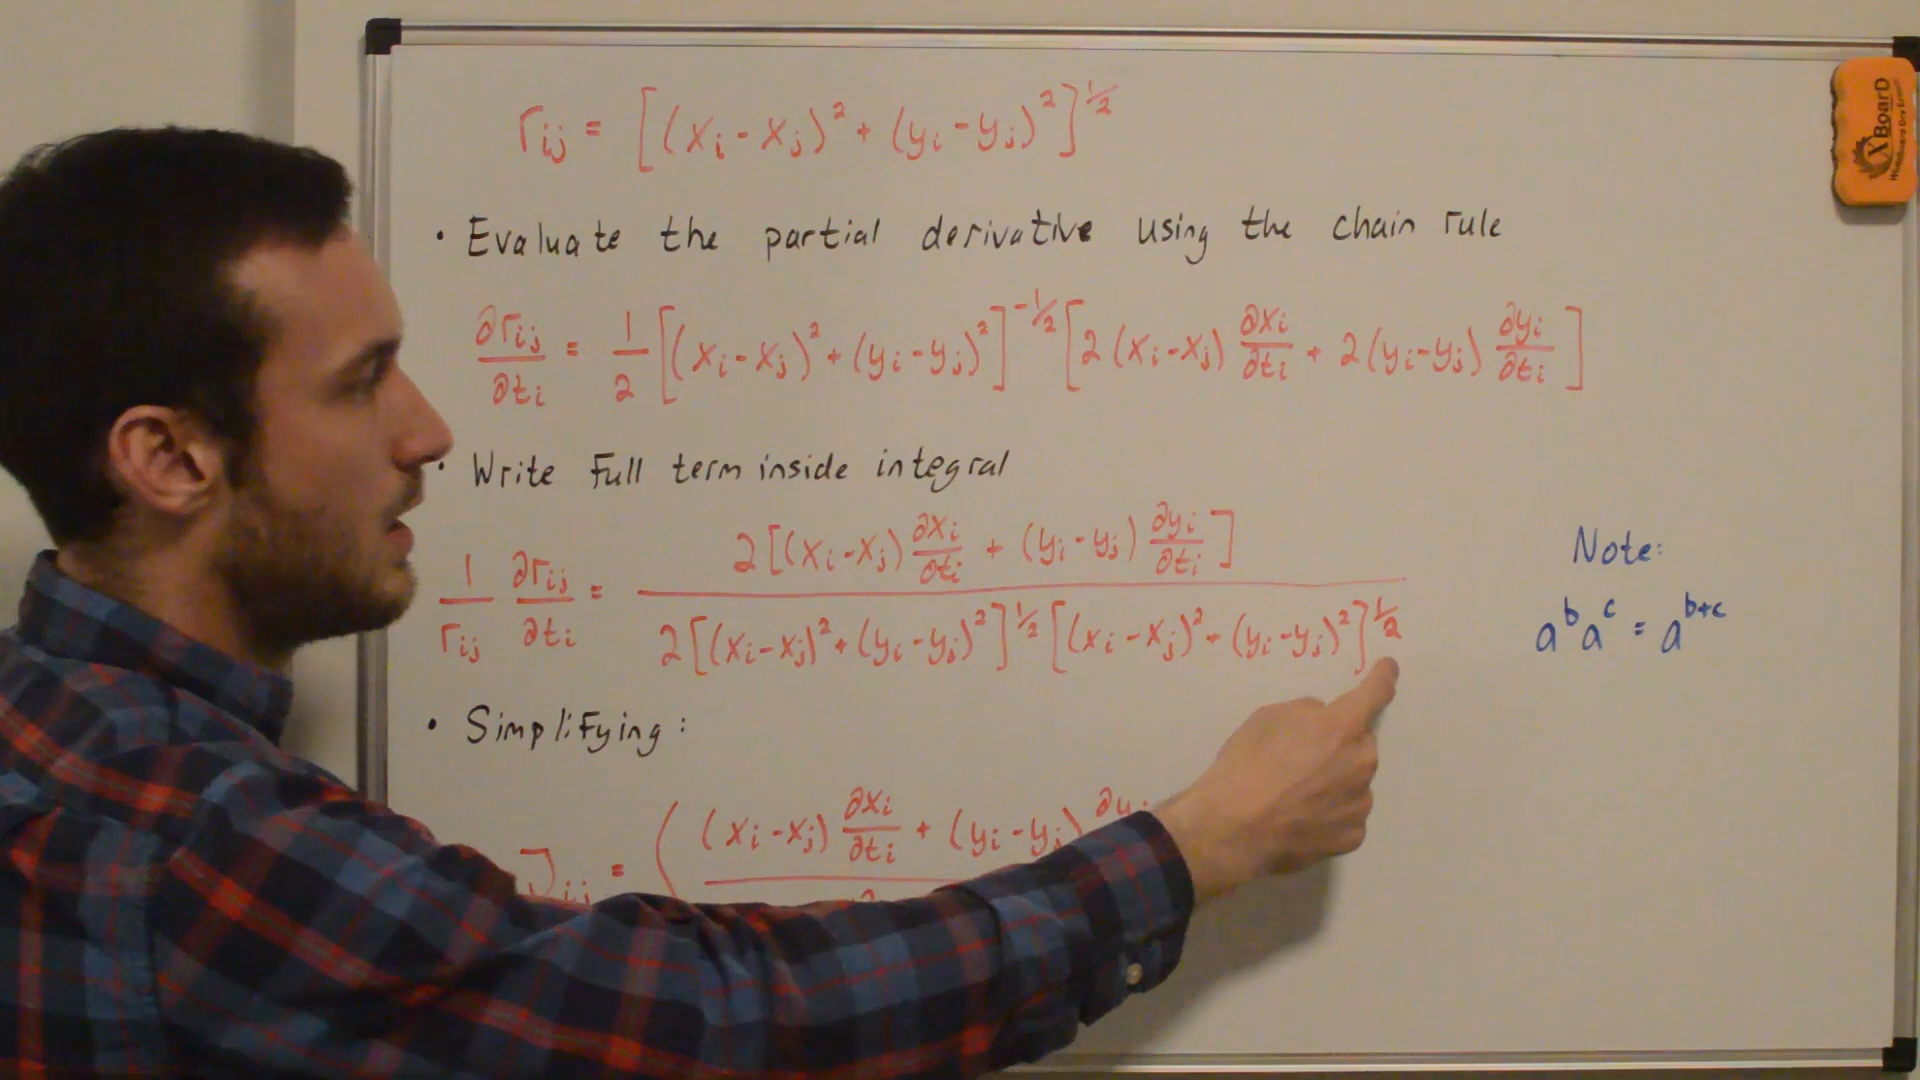 r_ij = [(x_i - x_j)² + (y_i - y_j)²]^½
• Evaluate the partial derivative using the chain rule
∂r_ij/∂t_i = 1/2 [(x_i - x_j)² + (y_i - y_j)²]^-½ [2(x_i - x_j) ∂x_i/∂t_i + 2(y_i - y_j) ∂y_i/∂t_i]
• Write full term inside integral
1/r_ij ∂r_ij/∂t_i = 2[(x_i - x_j) ∂x_i/∂t_i + (y_i - y_j) ∂y_i/∂t_i] / 2[(x_i - x_j)² + (y_i - y_j)²]^½ [(x_i - x_j)² + (y_i - y_j)²]^½
Note:
a^b a^c = a^(b+c)
• Simplifying:
J_ij = ( (x_i - x_j) ∂x_i/∂t_i + (y_i - y_j) ∂y_i
XBoarD